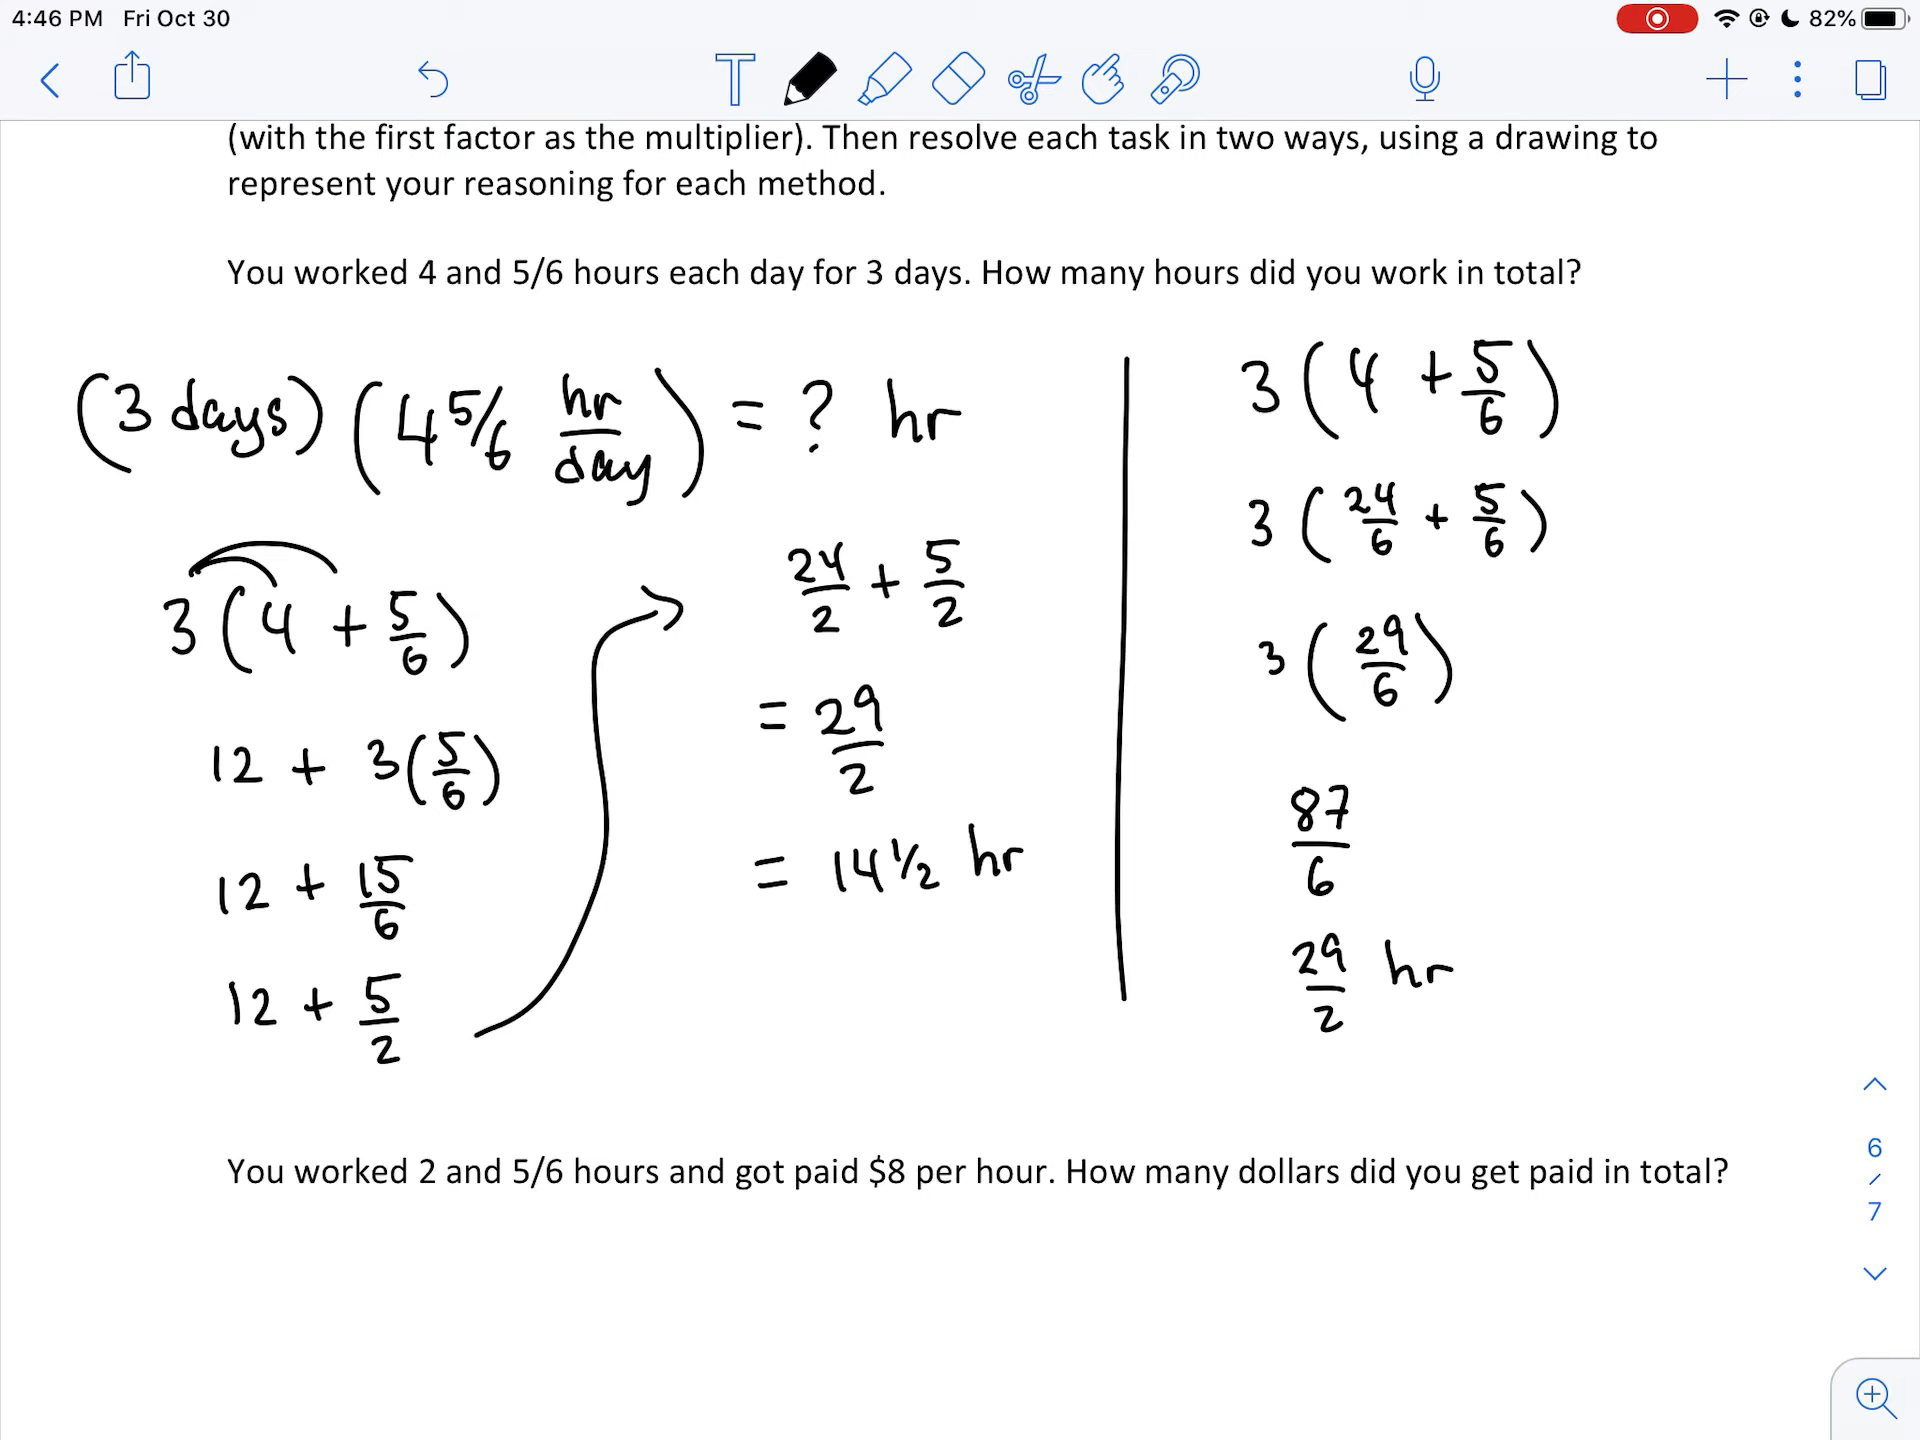 4:46 PM Fri Oct 30
82%
(with the first factor as the multiplier). Then resolve each task in two ways, using a drawing to
represent your reasoning for each method.
You worked 4 and 5/6 hours each day for 3 days. How many hours did you work in total?
(3 days) (4 5/6 hr/day) = ? hr
3 (4 + 5/6)
12 + 3(5/6)
12 + 15/6
12 + 5/2
24/2 + 5/2
= 29/2
= 14 1/2 hr
3 (4 + 5/6)
3 (24/6 + 5/6)
3 (29/6)
87/6
29/2 hr
You worked 2 and 5/6 hours and got paid $8 per hour. How many dollars did you get paid in total?
6
/
7